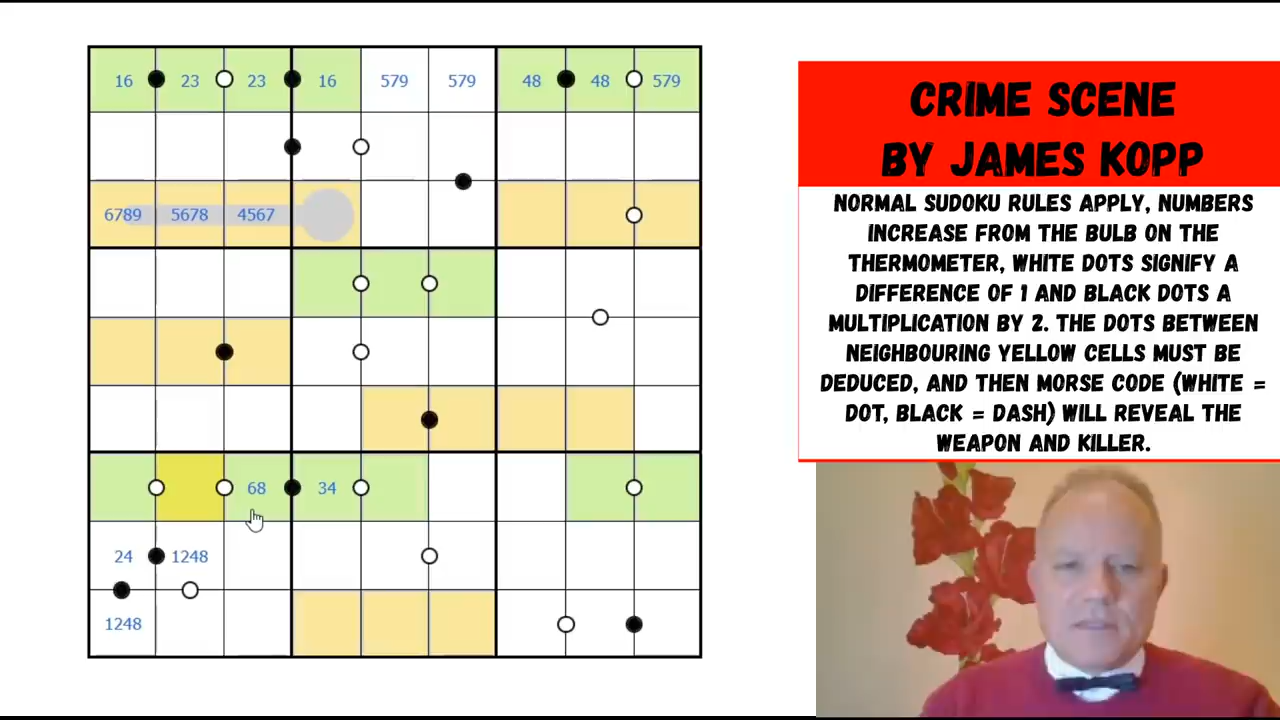 16 23 23 16 579 579 48 48 579
6789 5678 4567
68 34
24 1248
1248
CRIME SCENE
BY JAMES KOPP
NORMAL SUDOKU RULES APPLY, NUMBERS
INCREASE FROM THE BULB ON THE
THERMOMETER, WHITE DOTS SIGNIFY A
DIFFERENCE OF 1 AND BLACK DOTS A
MULTIPLICATION BY 2. THE DOTS BETWEEN
NEIGHBOURING YELLOW CELLS MUST BE
DEDUCED, AND THEN MORSE CODE (WHITE =
DOT, BLACK = DASH) WILL REVEAL THE
WEAPON AND KILLER.